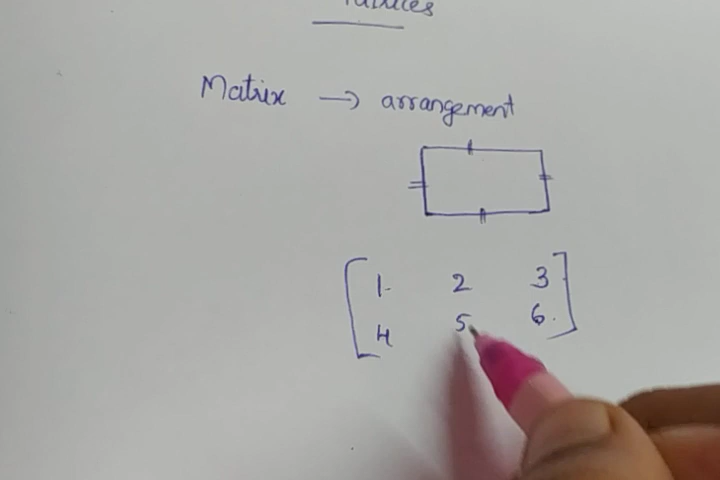 Matrix → arrangement
[ 1 2 3 ]
[ 4 5 6 ]